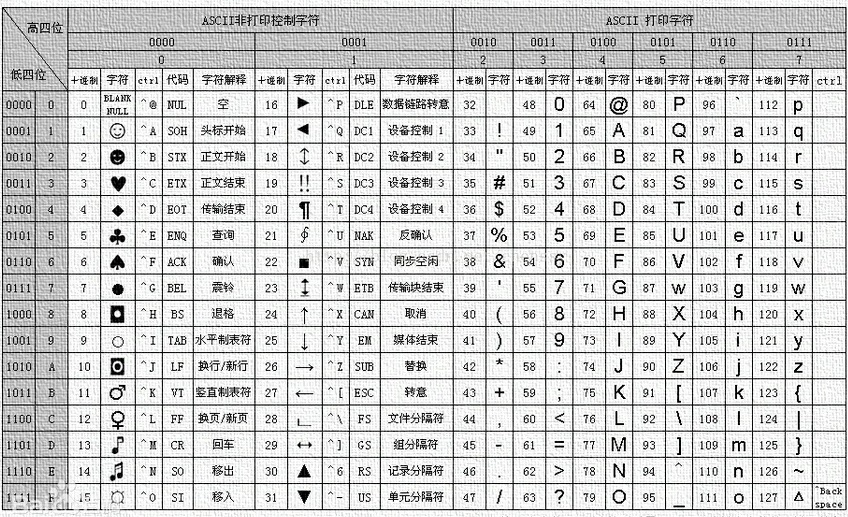 高四位 ASCII非打印控制字符 ASCII 打印字符
0000 0001 0010 0011 0100 0101 0110 0111
0 1 2 3 4 5 6 7
低四位 十进制 字符 ctrl 代码 字符解释 十进制 字符 ctrl 代码 字符解释 十进制 字符 十进制 字符 十进制 字符 十进制 字符 十进制 字符 十进制 字符 ctrl
0000 0 0 BLANK NULL ^@ NUL 空 16 ► ^P DLE 数据链路转意 32 48 0 64 @ 80 P 96 ` 112 p
0001 1 1 ☺ ^A SOH 头标开始 17 ◄ ^Q DC1 设备控制 1 33 ! 49 1 65 A 81 Q 97 a 113 q
0010 2 2 ☻ ^B STX 正文开始 18 ↕ ^R DC2 设备控制 2 34 " 50 2 66 B 82 R 98 b 114 r
0011 3 3 ♥ ^C ETX 正文结束 19 ‼ ^S DC3 设备控制 3 35 # 51 3 67 C 83 S 99 c 115 s
0100 4 4 ◆ ^D EOT 传输结束 20 ¶ ^T DC4 设备控制 4 36 $ 52 4 68 D 84 T 100 d 116 t
0101 5 5 ♣ ^E ENQ 查询 21 ∮ ^U NAK 反确认 37 % 53 5 69 E 85 U 101 e 117 u
0110 6 6 ♠ ^F ACK 确认 22 ■ ^V SYN 同步空闲 38 & 54 6 70 F 86 V 102 f 118 v
0111 7 7 ● ^G BEL 震铃 23 ↨ ^W ETB 传输块结束 39 ' 55 7 71 G 87 w 103 g 119 w
1000 8 8 ◘ ^H BS 退格 24 ↑ ^X CAN 取消 40 ( 56 8 72 H 88 X 104 h 120 x
1001 9 9 ○ ^I TAB 水平制表符 25 ↓ ^Y EM 媒体结束 41 ) 57 9 73 I 89 Y 105 i 121 y
1010 A 10 ◙ ^J LF 换行/新行 26 → ^Z SUB 替换 42 * 58 : 74 J 90 Z 106 j 122 z
1011 B 11 ♂ ^K VT 竖直制表符 27 ← ^[ ESC 转意 43 + 59 ; 75 K 91 [ 107 k 123 {
1100 C 12 ♀ ^L FF 换页/新页 28 ∟ ^\ FS 文件分隔符 44 , 60 < 76 L 92 \ 108 l 124 |
1101 D 13 ♪ ^M CR 回车 29 ↔ ^] GS 组分隔符 45 - 61 = 77 M 93 ] 109 m 125 }
1110 E 14 ♫ ^N SO 移出 30 ▲ ^6 RS 记录分隔符 46 . 62 > 78 N 94 ^ 110 n 126 ~
1111 F 15 ☼ ^O SI 移入 31 ▼ ^- US 单元分隔符 47 / 63 ? 79 O 95 _ 111 o 127 Δ ^Back space